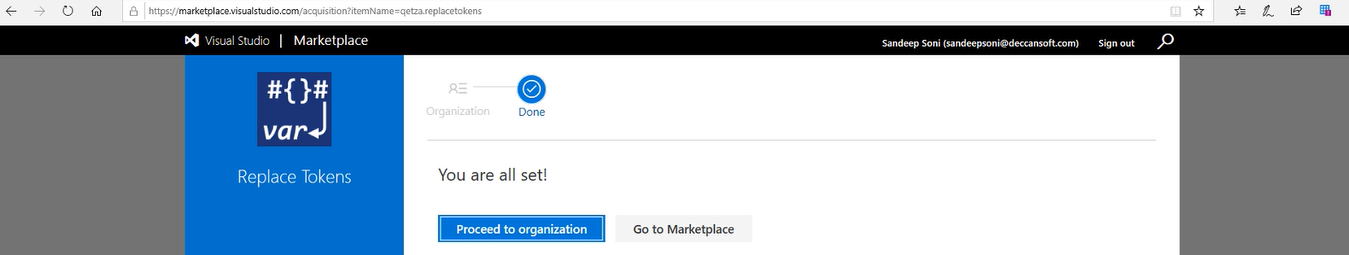 https://marketplace.visualstudio.com/acquisition?itemName=qetza.replacetokens
Visual Studio | Marketplace
Sandeep Soni (sandeepsoni@deccansoft.com) Sign out
#{}#
var
Replace Tokens
Organization
Done
You are all set!
Proceed to organization
Go to Marketplace